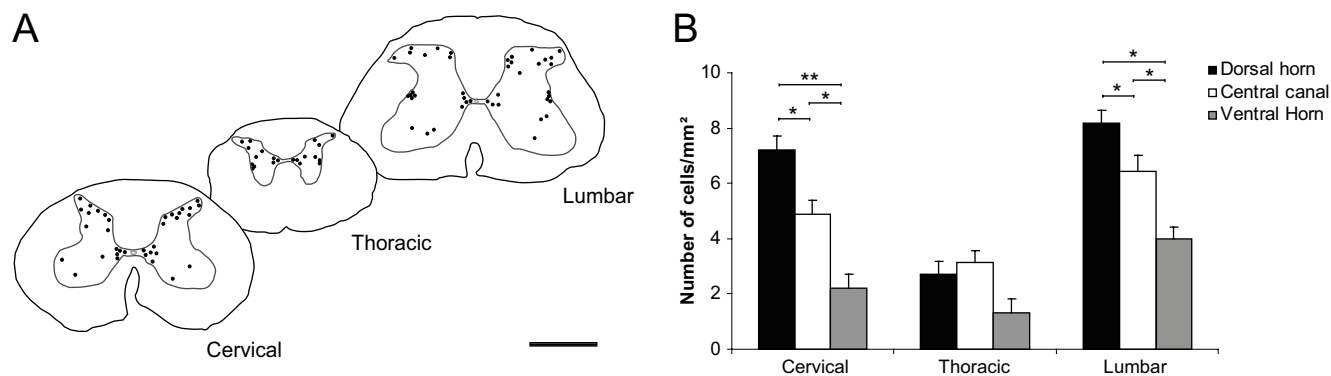 A
Lumbar
Thoracic
Cervical
B
Number of cells/mm²
10
8
6
4
2
0
** 
* *
*
* *
Cervical Thoracic Lumbar
Dorsal horn
Central canal
Ventral Horn